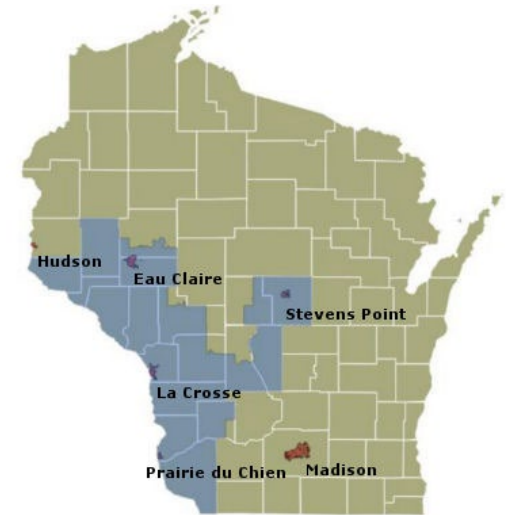 Hudson
Eau Claire
Stevens Point
La Crosse
Prairie du Chien
Madison